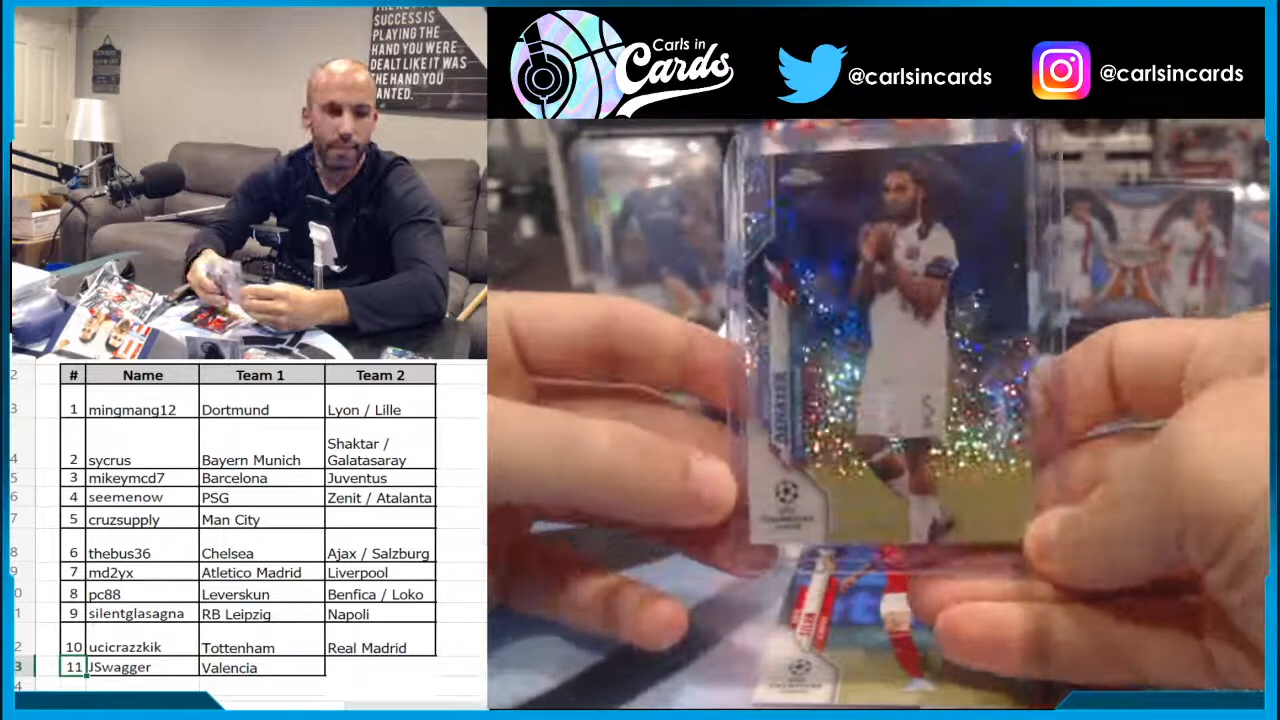 SUCCESS IS
PLAYING THE
HAND YOU WERE
DEALT LIKE IT WAS
THE HAND YOU
WANTED.
Carls in
Cards
@carlsincards
@carlsincards
# Name Team 1 Team 2
1 mingmang12 Dortmund Lyon / Lille
2 sycrus Bayern Munich Shaktar / Galatasaray
3 mikeymcd7 Barcelona Juventus
4 seemenow PSG Zenit / Atalanta
5 cruzsupply Man City
6 thebus36 Chelsea Ajax / Salzburg
7 md2yx Atletico Madrid Liverpool
8 pc88 Leverskun Benfica / Loko
9 silentglasagna RB Leipzig Napoli
10 ucicrazzkik Tottenham Real Madrid
11 JSwagger Valencia
DENAYER
CHAMPIONS
LEAGUE
SILVA